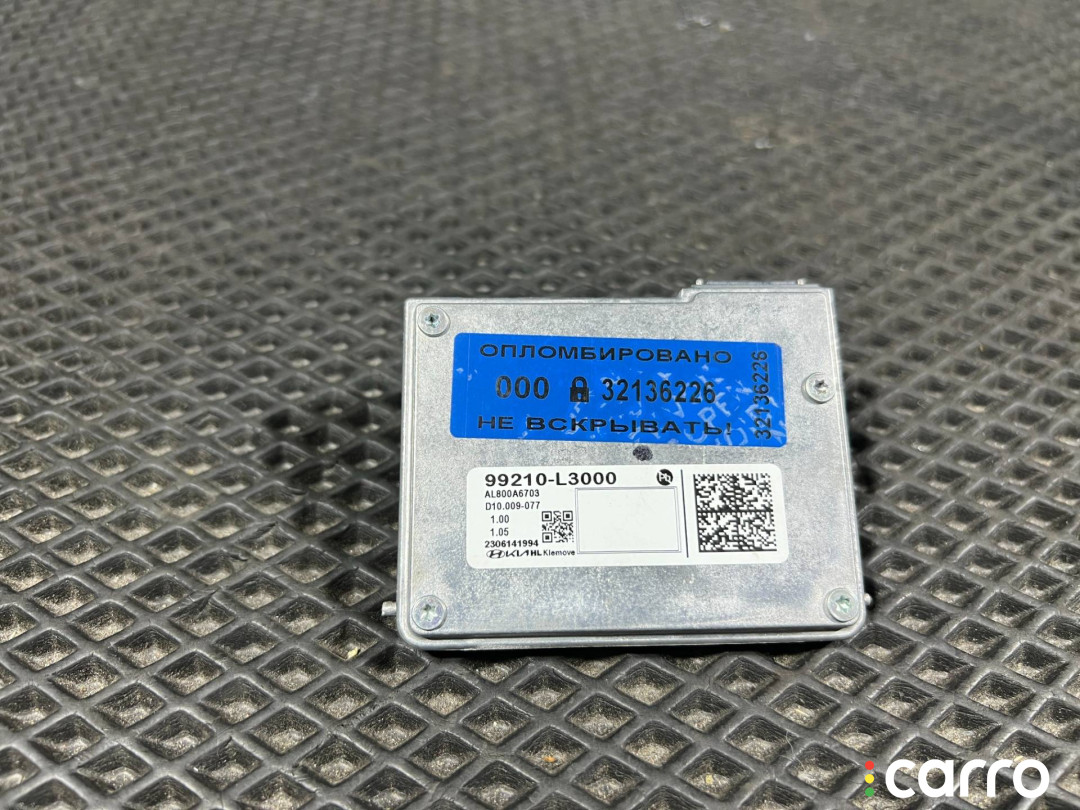 ОПЛОМБИРОВАНО
000 32136226
НЕ ВСКРЫВАТЬ!
32136226
99210-L3000
AL800A6703
D10.009-077
1.00
1.05
2306141994
KIA HL Klemove
carro